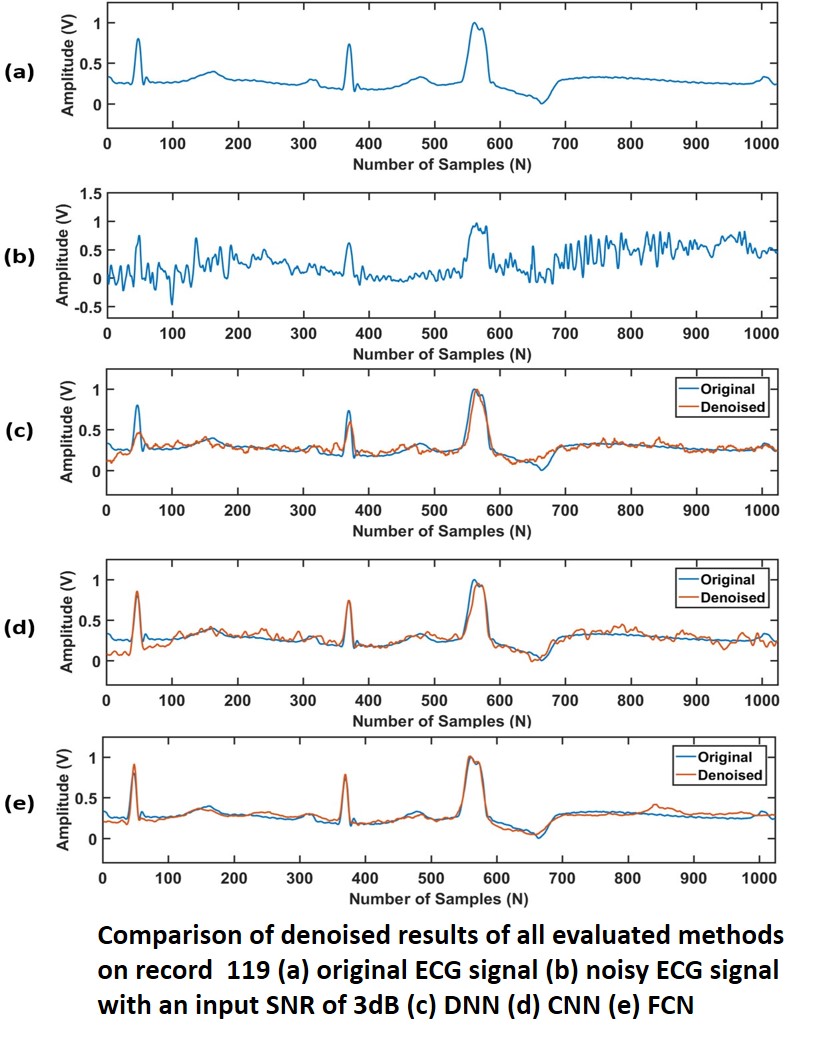 (a)
Amplitude (V)
1
0.5
0
0 100 200 300 400 500 600 700 800 900 1000
Number of Samples (N)
(b)
Amplitude (V)
1.5
1
0.5
0
-0.5
0 100 200 300 400 500 600 700 800 900 1000
Number of Samples (N)
(c)
Amplitude (V)
1
0.5
0
Original
Denoised
0 100 200 300 400 500 600 700 800 900 1000
Number of Samples (N)
(d)
Amplitude (V)
1
0.5
0
Original
Denoised
0 100 200 300 400 500 600 700 800 900 1000
Number of Samples (N)
(e)
Amplitude (V)
1
0.5
0
Original
Denoised
0 100 200 300 400 500 600 700 800 900 1000
Number of Samples (N)
Comparison of denoised results of all evaluated methods
on record 119 (a) original ECG signal (b) noisy ECG signal
with an input SNR of 3dB (c) DNN (d) CNN (e) FCN